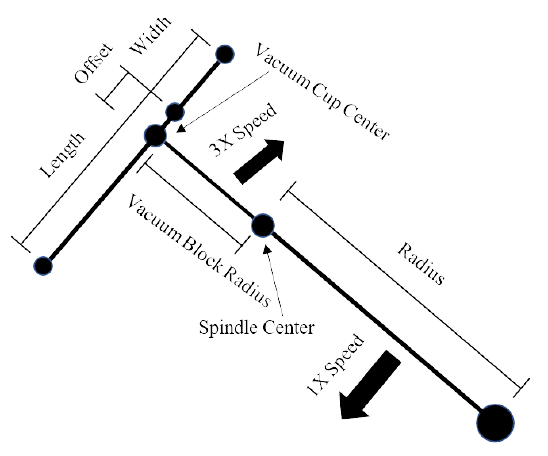 Width
Offset
Vacuum Cup Center
Length
3X Speed
Vacuum Block Radius
Radius
Spindle Center
1X Speed